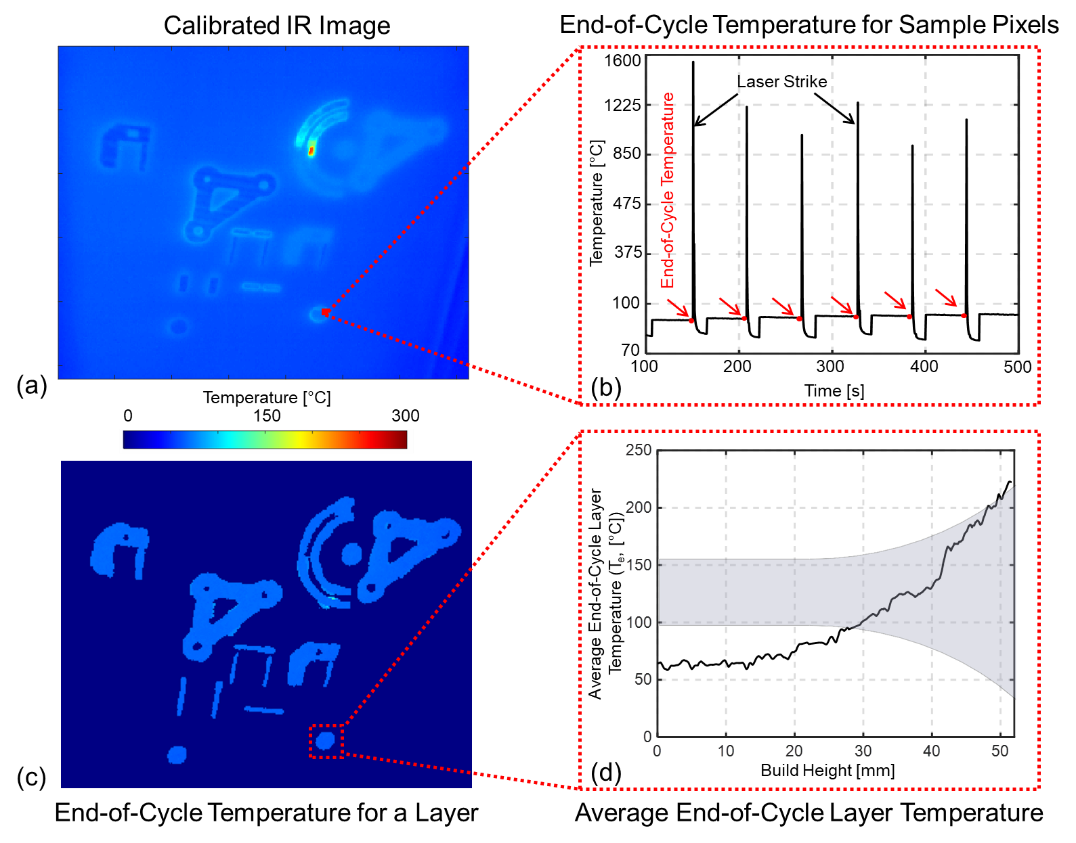 Calibrated IR Image
(a)
Temperature [°C]
0
150
300
End-of-Cycle Temperature for Sample Pixels
Temperature [°C]
1600
1225
850
475
375
100
70
End-of-Cycle Temperature
Laser Strike
100
200
300
400
500
(b)
Time [s]
(c)
End-of-Cycle Temperature for a Layer
Average End-of-Cycle Layer
Temperature (Tₑ, [°C])
250
200
150
100
50
0
0
10
20
30
40
50
(d)
Build Height [mm]
Average End-of-Cycle Layer Temperature